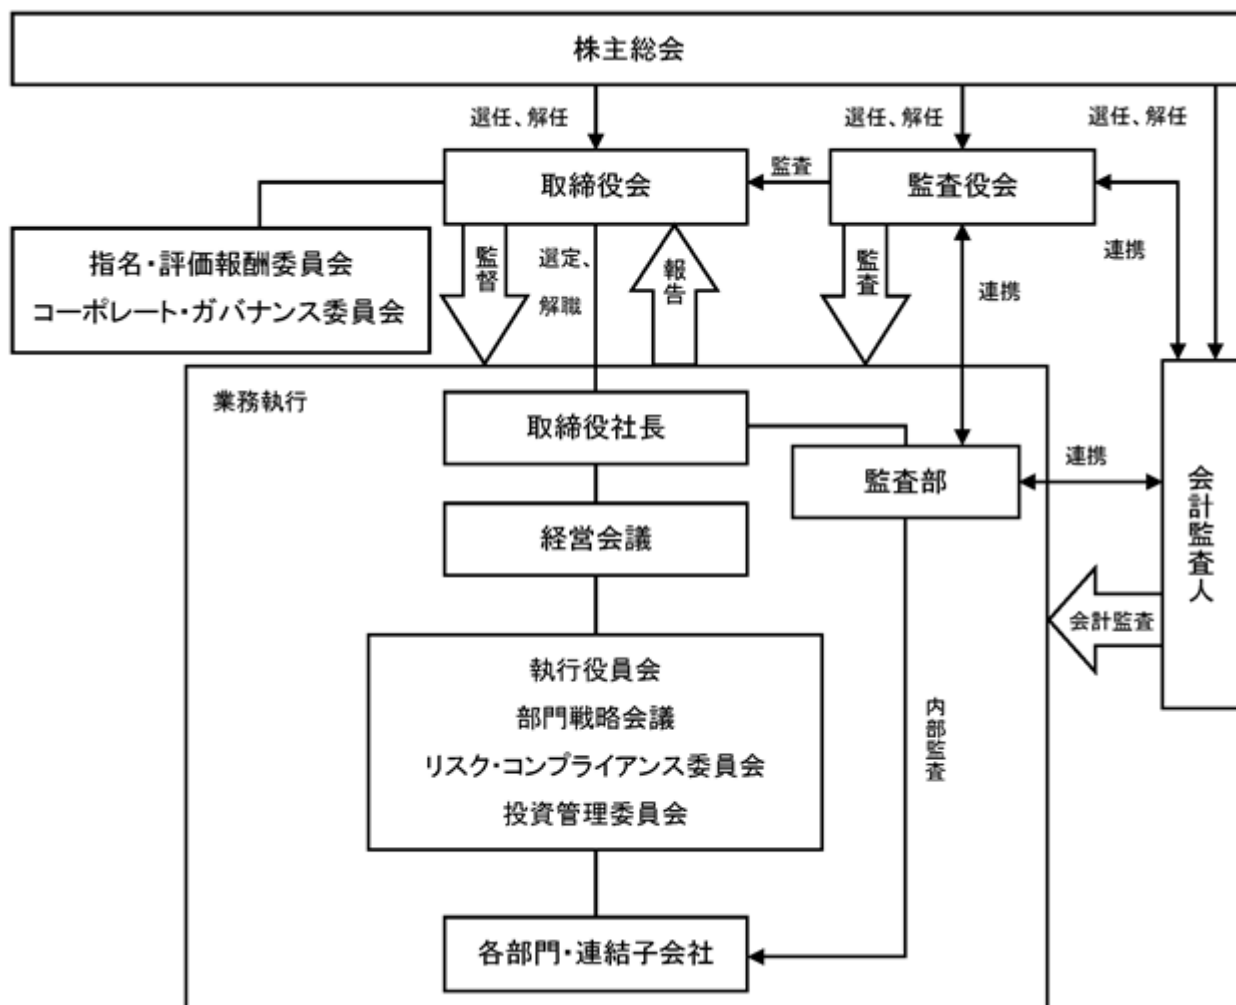 株主総会
選任、解任
選任、解任
選任、解任
取締役会
監査
監査役会
指名・評価報酬委員会
コーポレート・ガバナンス委員会
監督
選定、
解職
報告
監査
連携
連携
業務執行
取締役社長
監査部
連携
経営会議
会計監査人
会計監査
執行役員会
部門戦略会議
リスク・コンプライアンス委員会
投資管理委員会
内部監査
各部門・連結子会社